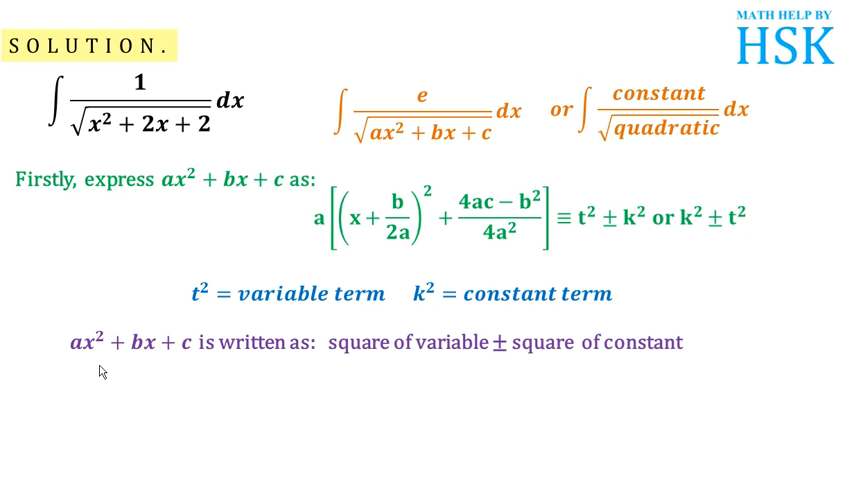 MATH HELP BY
HSK
SOLUTION.
∫ 1/√(x² + 2x + 2) dx
∫ e/√(ax² + bx + c) dx or ∫ constant/√quadratic dx
Firstly, express ax² + bx + c as:
a[(x + b/2a)² + (4ac − b²)/4a²] ≡ t² ± k² or k² ± t²
t² = variable term k² = constant term
ax² + bx + c is written as: square of variable ± square of constant